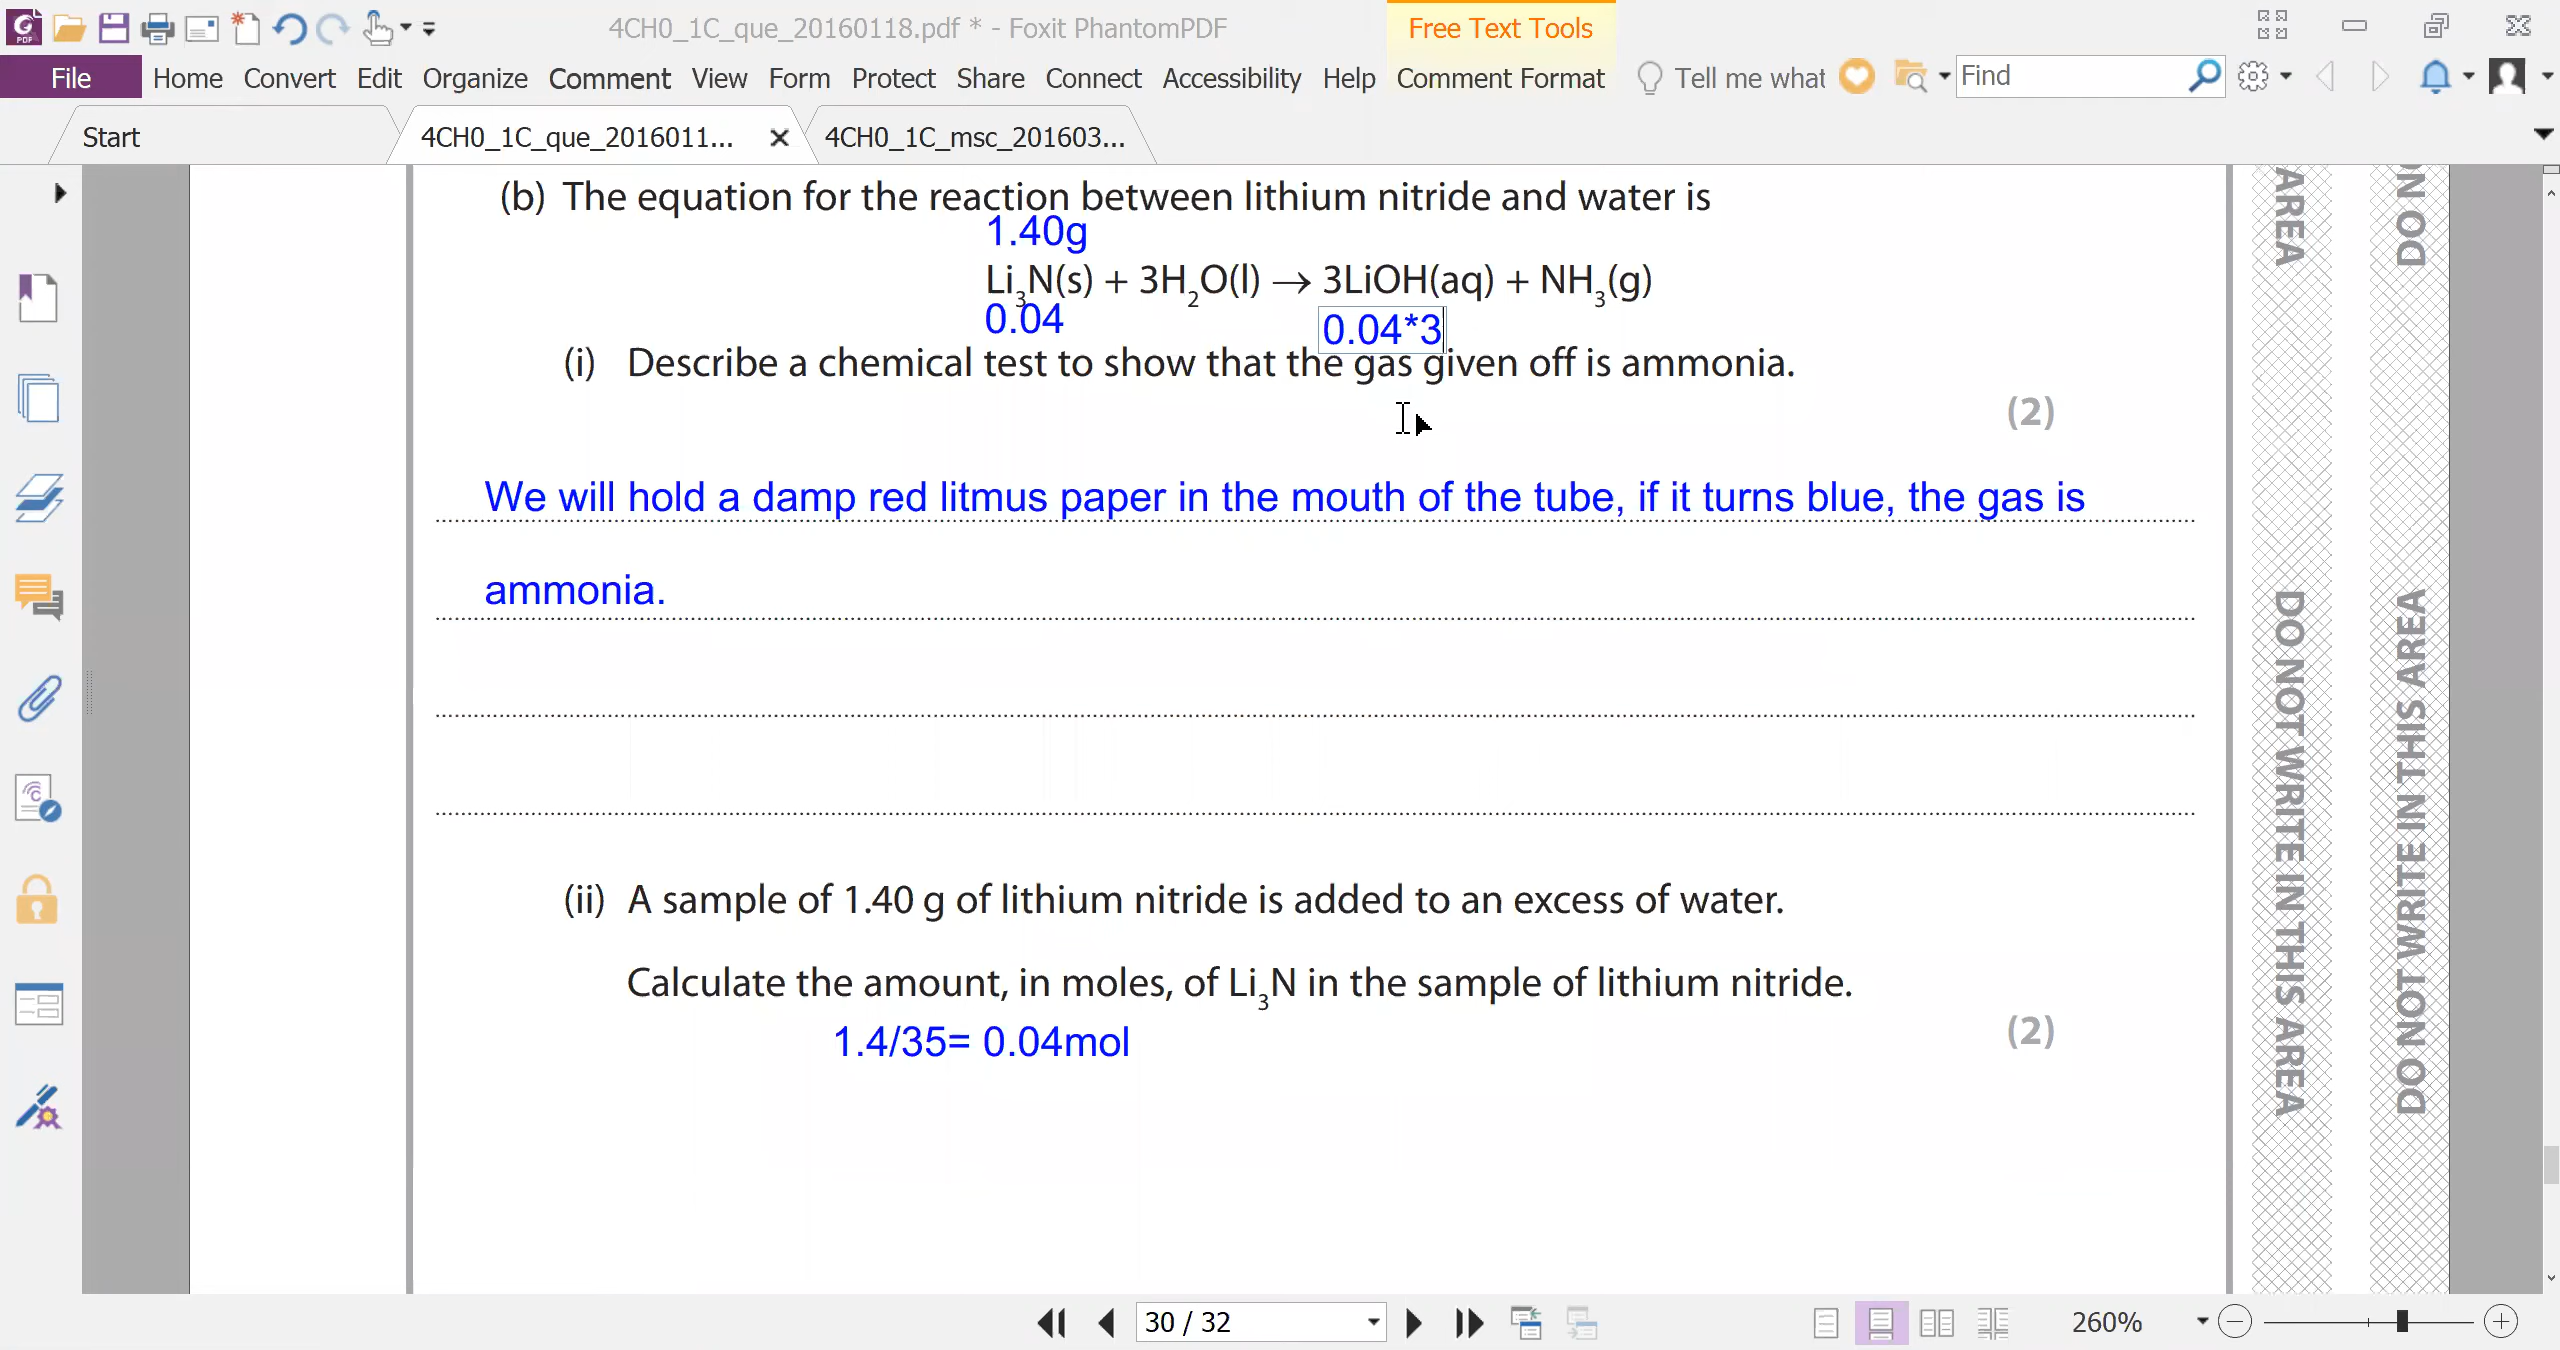 4CH0_1C_que_20160118.pdf * - Foxit PhantomPDF
Free Text Tools
File Home Convert Edit Organize Comment View Form Protect Share Connect Accessibility Help Comment Format Tell me what Find
Start
4CH0_1C_que_2016011...
4CH0_1C_msc_201603...
(b) The equation for the reaction between lithium nitride and water is
1.40g
Li₃N(s) + 3H₂O(l) → 3LiOH(aq) + NH₃(g)
0.04 0.04*3
(i) Describe a chemical test to show that the gas given off is ammonia.
(2)
We will hold a damp red litmus paper in the mouth of the tube, if it turns blue, the gas is
ammonia.
(ii) A sample of 1.40 g of lithium nitride is added to an excess of water.
Calculate the amount, in moles, of Li₃N in the sample of lithium nitride.
(2)
1.4/35= 0.04mol
AREA
DO NOT WRITE IN THIS AREA
DO N
DO NOT WRITE IN THIS AREA
30 / 32
260%